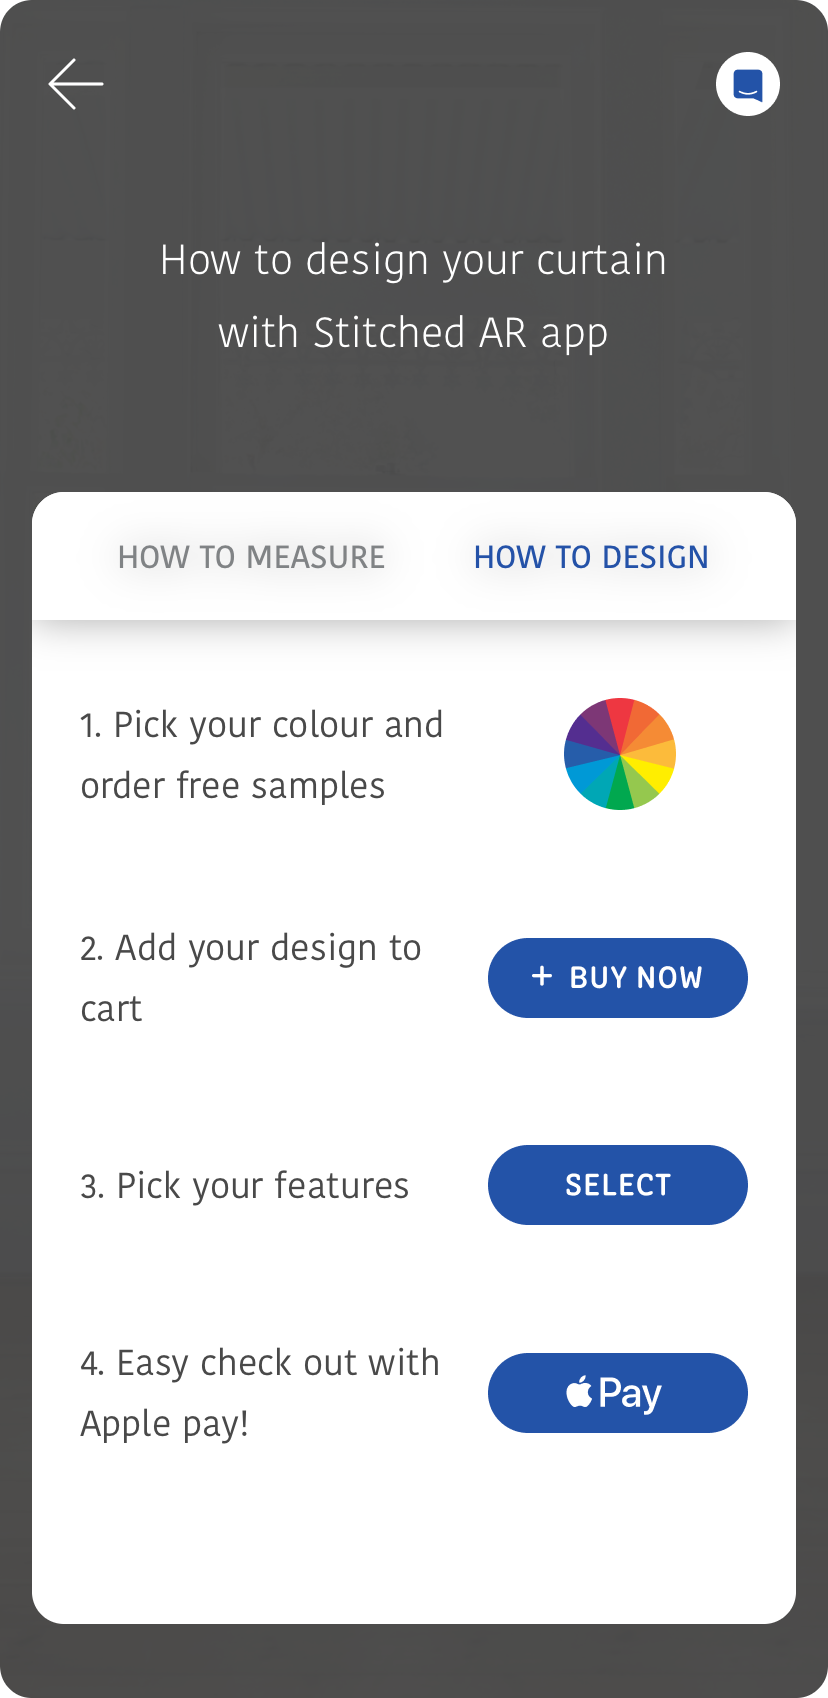 How to design your curtain
with Stitched AR app
HOW TO MEASURE
HOW TO DESIGN
1. Pick your colour and
order free samples
2. Add your design to
cart
+ BUY NOW
3. Pick your features
SELECT
4. Easy check out with
Apple pay!
Pay